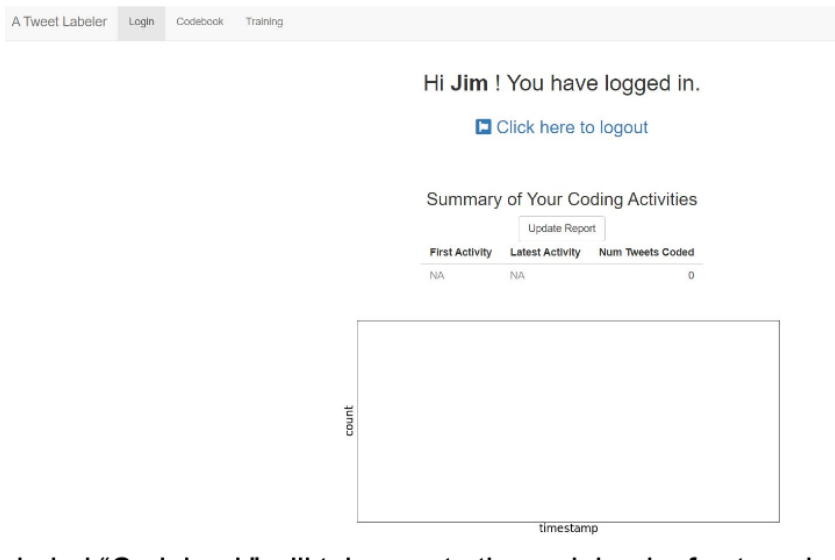 A Tweet Labeler Login Codebook Training
Hi Jim ! You have logged in.
Click here to logout
Summary of Your Coding Activities
Update Report
First Activity Latest Activity Num Tweets Coded
NA NA 0
count
timestamp